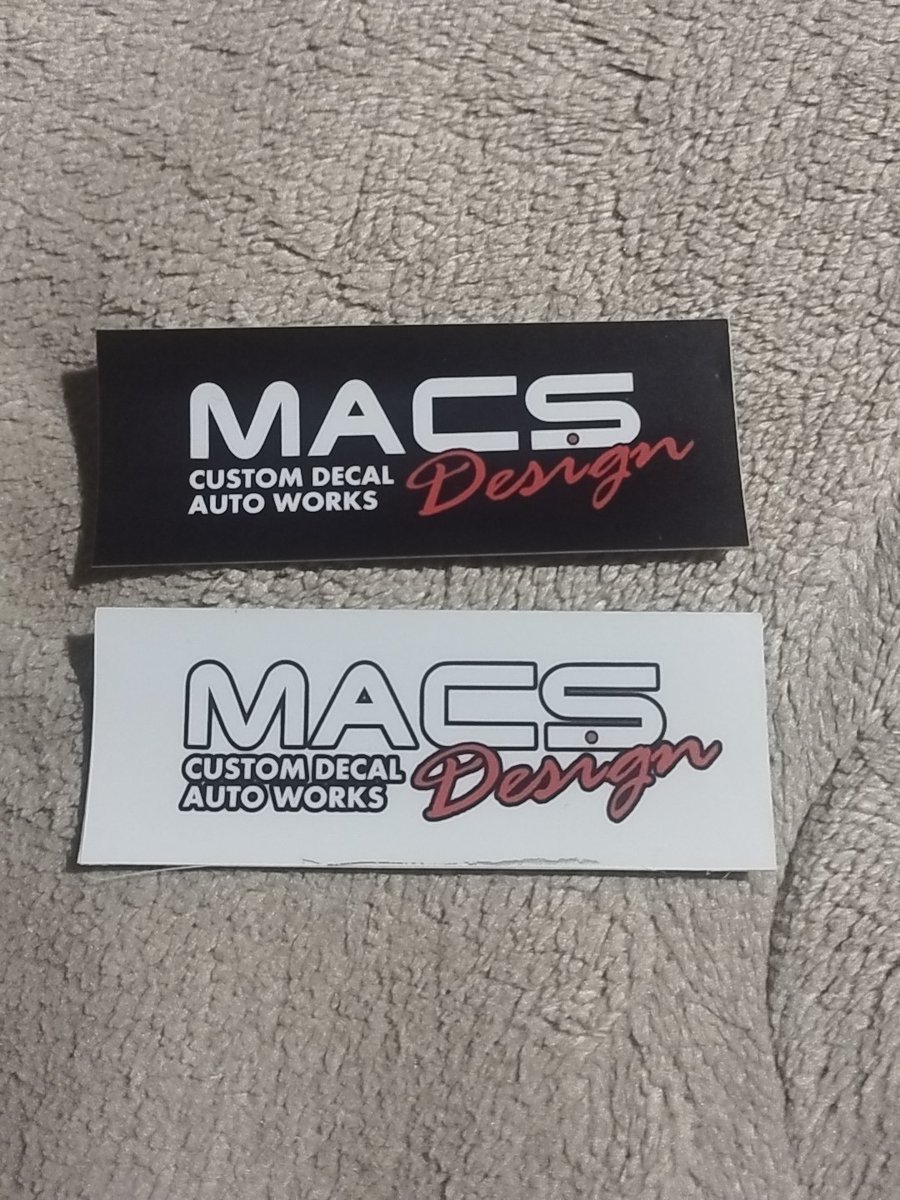 MACS
CUSTOM DECAL
AUTO WORKS
Design
MACS
CUSTOM DECAL
AUTO WORKS
Design